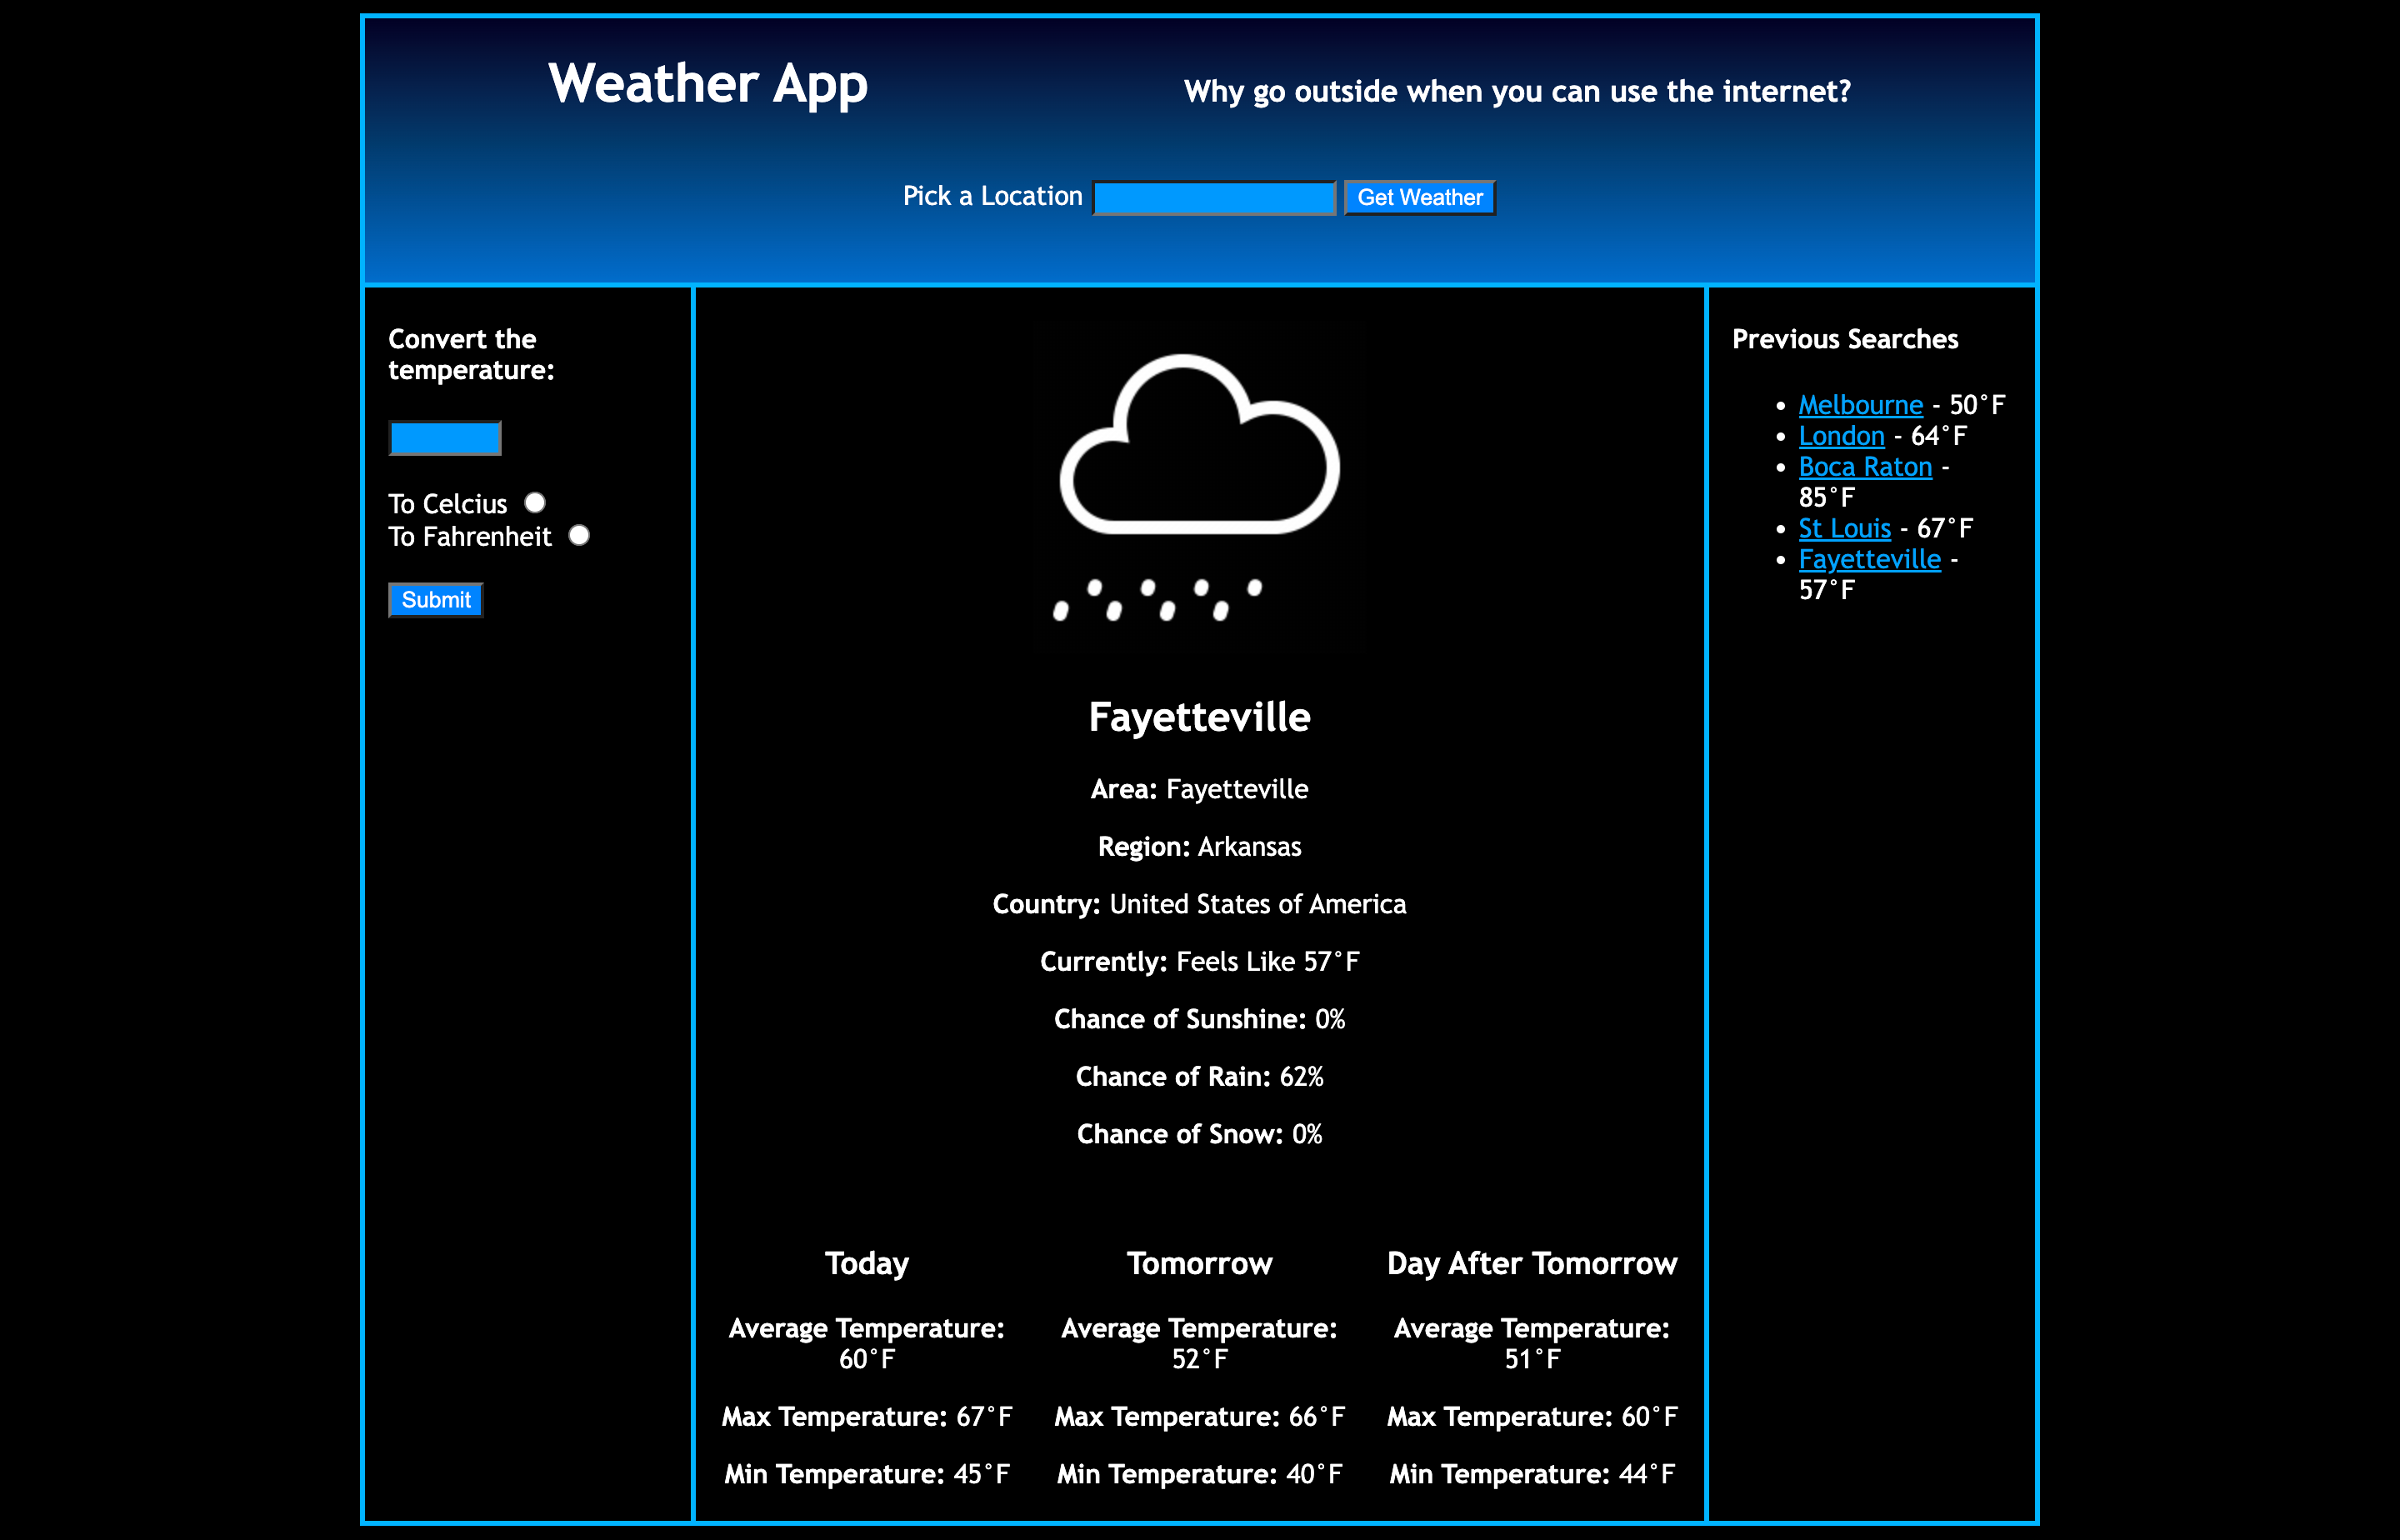 Weather App
Why go outside when you can use the internet?
Pick a Location
Get Weather
Convert the
temperature:
To Celcius
To Fahrenheit
Submit
Fayetteville
Area: Fayetteville
Region: Arkansas
Country: United States of America
Currently: Feels Like 57°F
Chance of Sunshine: 0%
Chance of Rain: 62%
Chance of Snow: 0%
Today
Average Temperature:
60°F
Max Temperature: 67°F
Min Temperature: 45°F
Tomorrow
Average Temperature:
52°F
Max Temperature: 66°F
Min Temperature: 40°F
Day After Tomorrow
Average Temperature:
51°F
Max Temperature: 60°F
Min Temperature: 44°F
Previous Searches
Melbourne - 50°F
London - 64°F
Boca Raton -
85°F
St Louis - 67°F
Fayetteville -
57°F